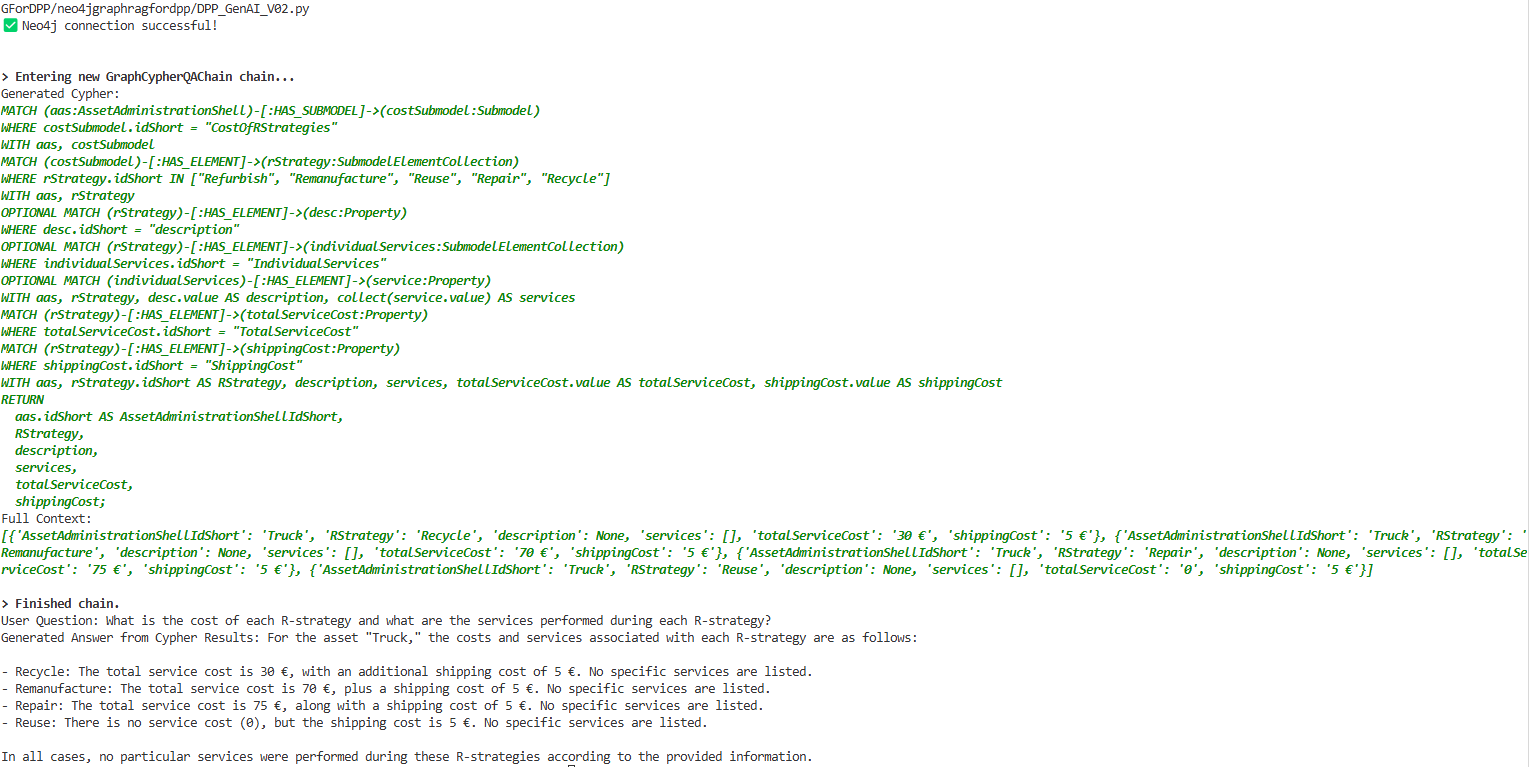 GForDPP/neo4jgraphragfordpp/DPP_GenAI_V02.py
✅ Neo4j connection successful!
> Entering new GraphCypherQAChain chain...
Generated Cypher:
MATCH (aas:AssetAdministrationShell)-[:HAS_SUBMODEL]->(costSubmodel:Submodel)
WHERE costSubmodel.idShort = "CostOfRStrategies"
WITH aas, costSubmodel
MATCH (costSubmodel)-[:HAS_ELEMENT]->(rStrategy:SubmodelElementCollection)
WHERE rStrategy.idShort IN ["Refurbish", "Remanufacture", "Reuse", "Repair", "Recycle"]
WITH aas, rStrategy
OPTIONAL MATCH (rStrategy)-[:HAS_ELEMENT]->(desc:Property)
WHERE desc.idShort = "description"
OPTIONAL MATCH (rStrategy)-[:HAS_ELEMENT]->(individualServices:SubmodelElementCollection)
WHERE individualServices.idShort = "IndividualServices"
OPTIONAL MATCH (individualServices)-[:HAS_ELEMENT]->(service:Property)
WITH aas, rStrategy, desc.value AS description, collect(service.value) AS services
MATCH (rStrategy)-[:HAS_ELEMENT]->(totalServiceCost:Property)
WHERE totalServiceCost.idShort = "TotalServiceCost"
MATCH (rStrategy)-[:HAS_ELEMENT]->(shippingCost:Property)
WHERE shippingCost.idShort = "ShippingCost"
WITH aas, rStrategy.idShort AS RStrategy, description, services, totalServiceCost.value AS totalServiceCost, shippingCost.value AS shippingCost
RETURN
  aas.idShort AS AssetAdministrationShellIdShort,
  RStrategy,
  description,
  services,
  totalServiceCost,
  shippingCost;
Full Context:
[{'AssetAdministrationShellIdShort': 'Truck', 'RStrategy': 'Recycle', 'description': None, 'services': [], 'totalServiceCost': '30 €', 'shippingCost': '5 €'}, {'AssetAdministrationShellIdShort': 'Truck', 'RStrategy': '
Remanufacture', 'description': None, 'services': [], 'totalServiceCost': '70 €', 'shippingCost': '5 €'}, {'AssetAdministrationShellIdShort': 'Truck', 'RStrategy': 'Repair', 'description': None, 'services': [], 'totalSe
rviceCost': '75 €', 'shippingCost': '5 €'}, {'AssetAdministrationShellIdShort': 'Truck', 'RStrategy': 'Reuse', 'description': None, 'services': [], 'totalServiceCost': '0', 'shippingCost': '5 €'}]
> Finished chain.
User Question: What is the cost of each R-strategy and what are the services performed during each R-strategy?
Generated Answer from Cypher Results: For the asset "Truck," the costs and services associated with each R-strategy are as follows:
- Recycle: The total service cost is 30 €, with an additional shipping cost of 5 €. No specific services are listed.
- Remanufacture: The total service cost is 70 €, plus a shipping cost of 5 €. No specific services are listed.
- Repair: The total service cost is 75 €, along with a shipping cost of 5 €. No specific services are listed.
- Reuse: There is no service cost (0), but the shipping cost is 5 €. No specific services are listed.
In all cases, no particular services were performed during these R-strategies according to the provided information.